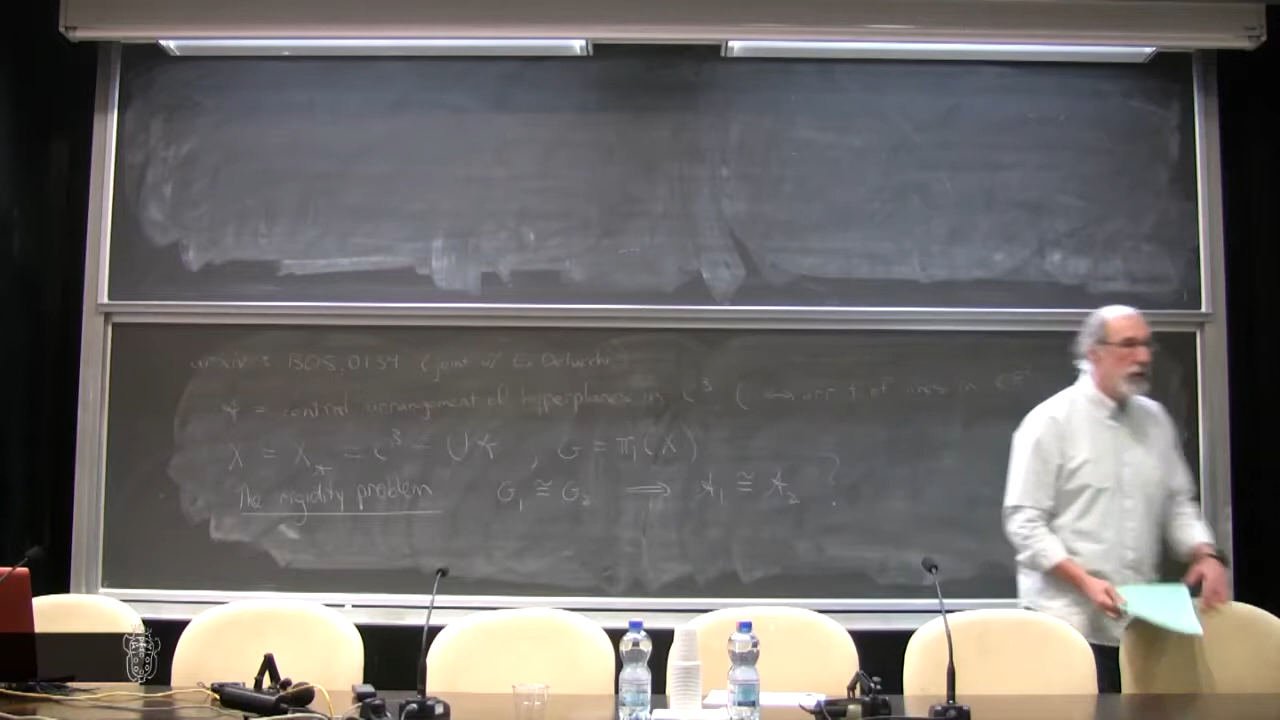 arxiv: 1305.0134 (joint w/ E. Delucchi)
𝒜 = central arrangement of hyperplanes in ℂ³ ( ⟿ arr't of lines in ℂP²
X = X_𝒜 = ℂ³ − ∪𝒜 , G = π₁(X)
The rigidity problem G₁ ≅ G₂ ⟹ 𝒜₁ ≅ 𝒜₂ ?